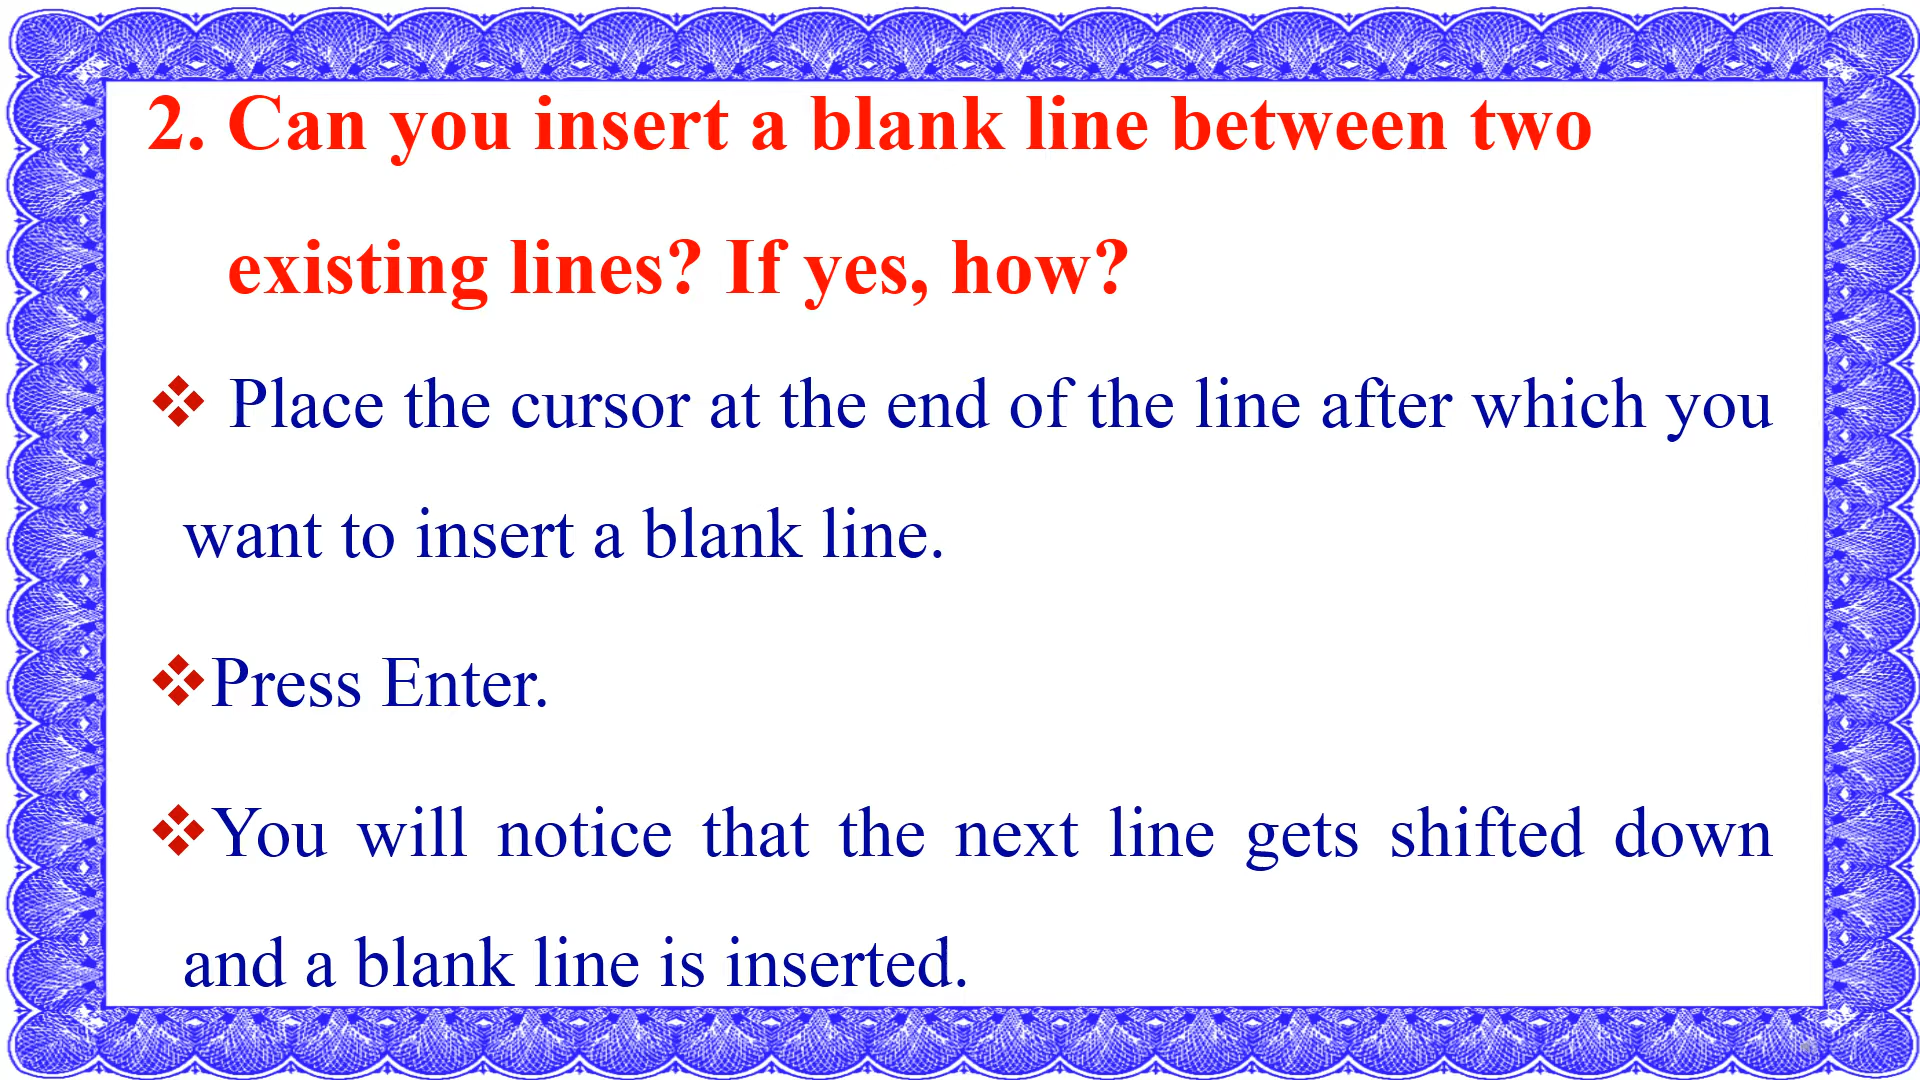 2. Can you insert a blank line between two
existing lines? If yes, how?
❖ Place the cursor at the end of the line after which you
want to insert a blank line.
❖Press Enter.
❖You will notice that the next line gets shifted down
and a blank line is inserted.